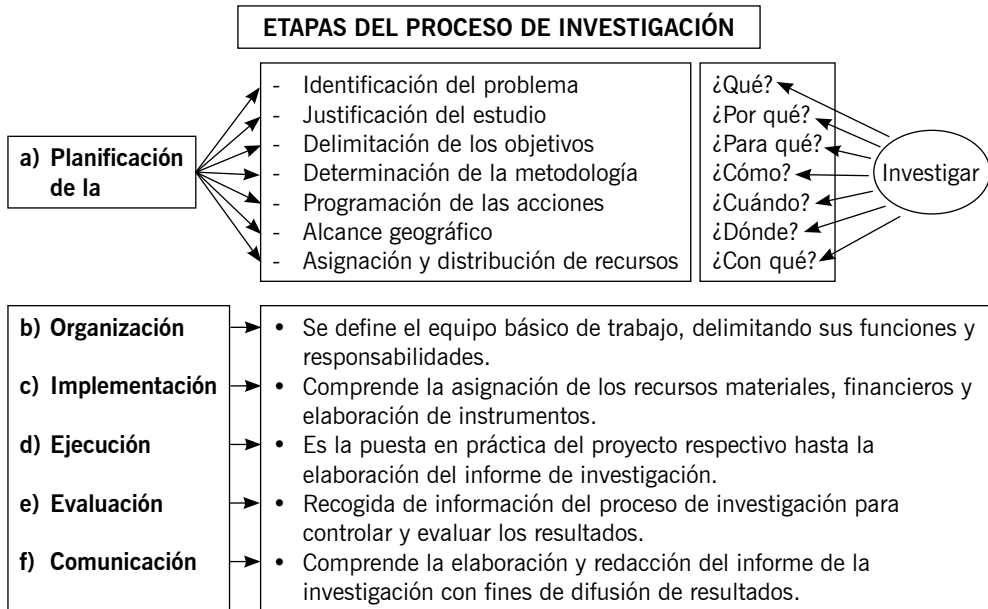 ETAPAS DEL PROCESO DE INVESTIGACIÓN
a) Planificación
de la
- Identificación del problema
- Justificación del estudio
- Delimitación de los objetivos
- Determinación de la metodología
- Programación de las acciones
- Alcance geográfico
- Asignación y distribución de recursos
¿Qué?
¿Por qué?
¿Para qué?
¿Cómo?
¿Cuándo?
¿Dónde?
¿Con qué?
Investigar
b) Organización
• Se define el equipo básico de trabajo, delimitando sus funciones y
responsabilidades.
c) Implementación
• Comprende la asignación de los recursos materiales, financieros y
elaboración de instrumentos.
d) Ejecución
• Es la puesta en práctica del proyecto respectivo hasta la
elaboración del informe de investigación.
e) Evaluación
• Recogida de información del proceso de investigación para
controlar y evaluar los resultados.
f) Comunicación
• Comprende la elaboración y redacción del informe de la
investigación con fines de difusión de resultados.